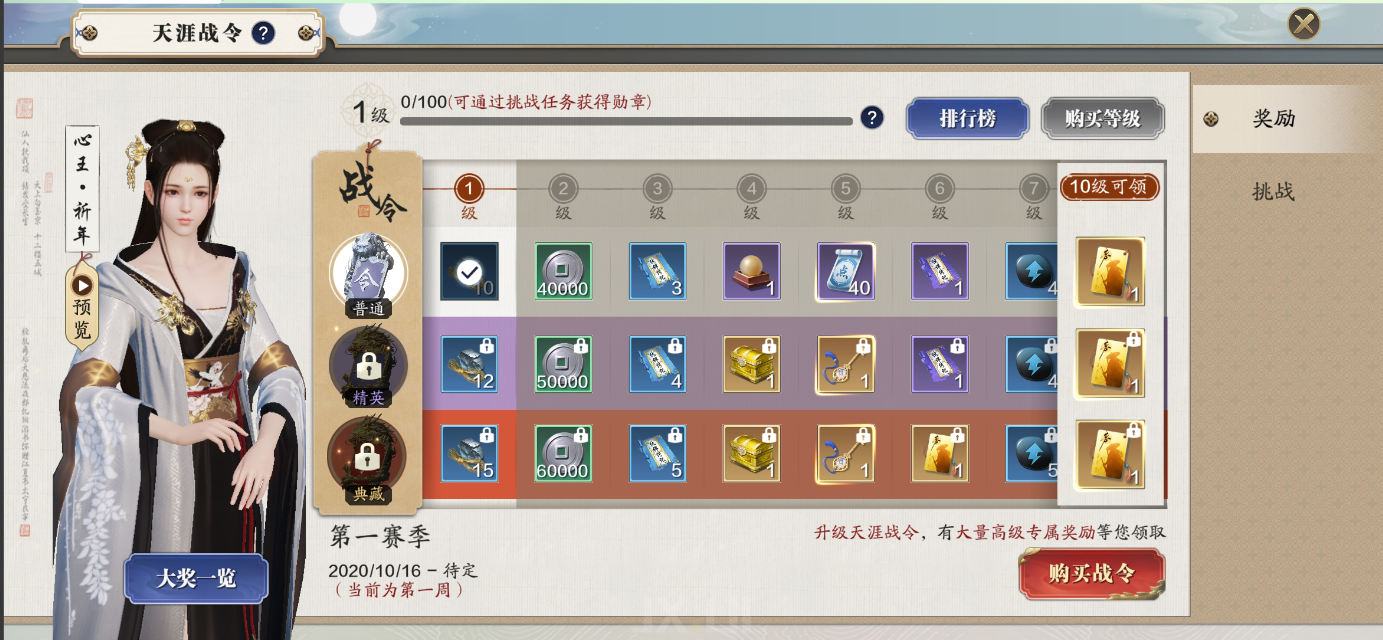 天涯战令 ?
1级
0/100(可通过挑战任务获得勋章)
?
排行榜
购买等级
奖励
挑战
心王·祈年
预览
战令
1级
2级
3级
4级
5级
6级
7级
10级可领
普通
10
40000
3
1
40
1
4
1
精英
12
50000
4
1
1
1
4
1
典藏
15
60000
5
1
1
1
5
1
第一赛季
2020/10/16 - 待定
(当前为第一周)
升级天涯战令，有大量高级专属奖励等您领取
大奖一览
购买战令